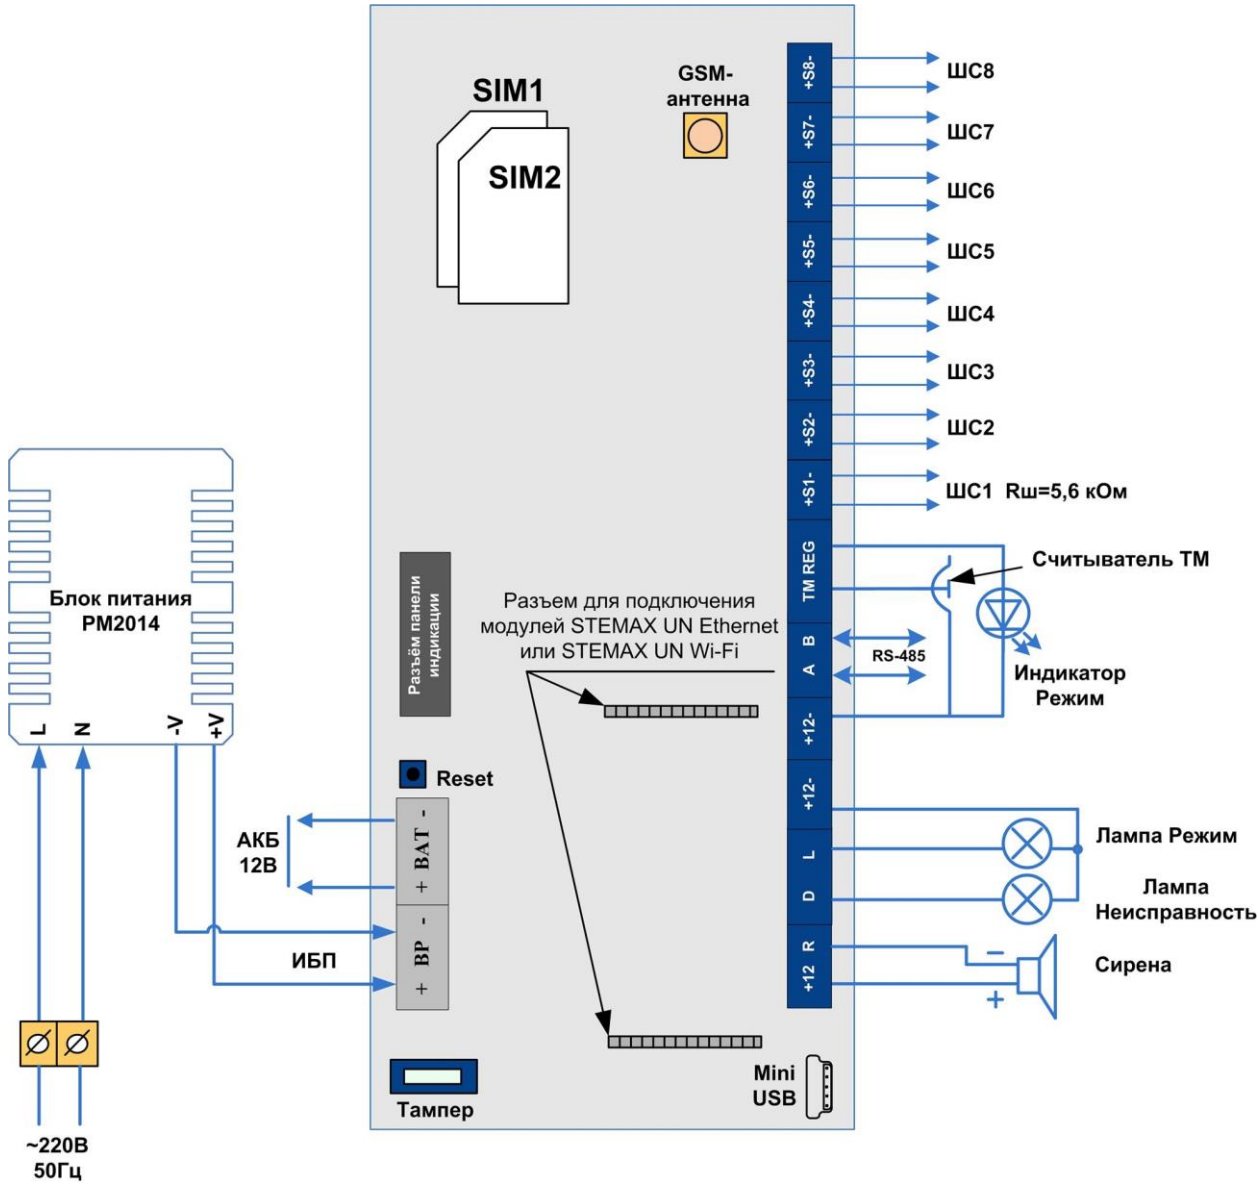 SIM1
SIM2
GSM-
антенна
+S8-
ШС8
+S7-
ШС7
+S6-
ШС6
+S5-
ШС5
+S4-
ШС4
+S3-
ШС3
+S2-
ШС2
+S1-
ШС1 Rш=5,6 кОм
TM REG
Считыватель ТМ
B
A
RS-485
Индикатор
Режим
+12-
+12-
L
Лампа Режим
D
Лампа
Неисправность
+12 R
–
+
Сирена
Блок питания
PM2014
L
N
-V
+V
Разъём панели
индикации
Разъем для подключения
модулей STEMAX UN Ethernet
или STEMAX UN Wi-Fi
Reset
АКБ
12В
+ BAT -
ИБП
+ BP -
Тампер
Mini
USB
~220В
50Гц